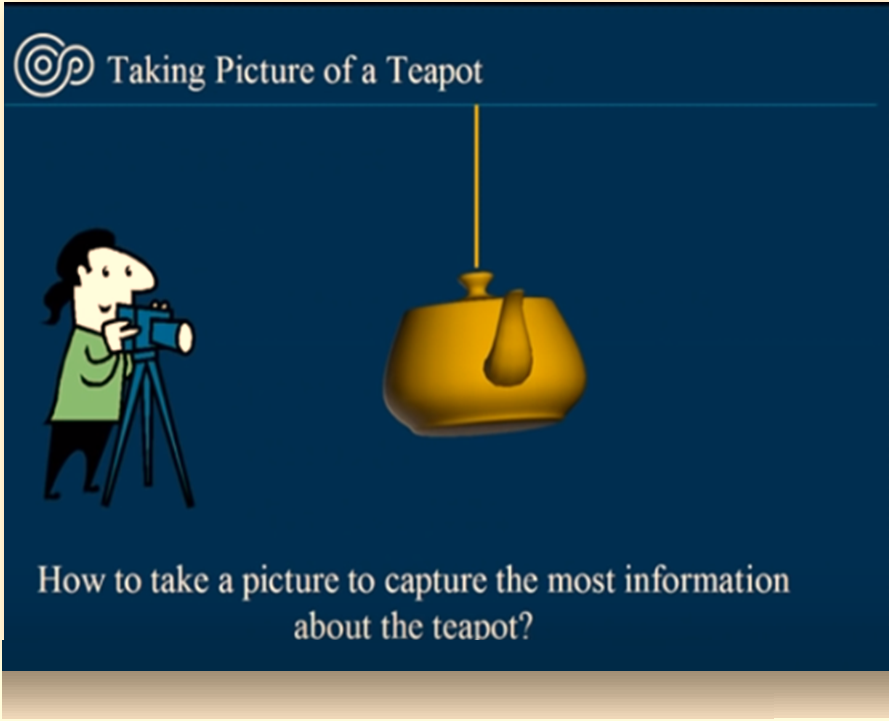 Taking Picture of a Teapot
How to take a picture to capture the most information
about the teapot?